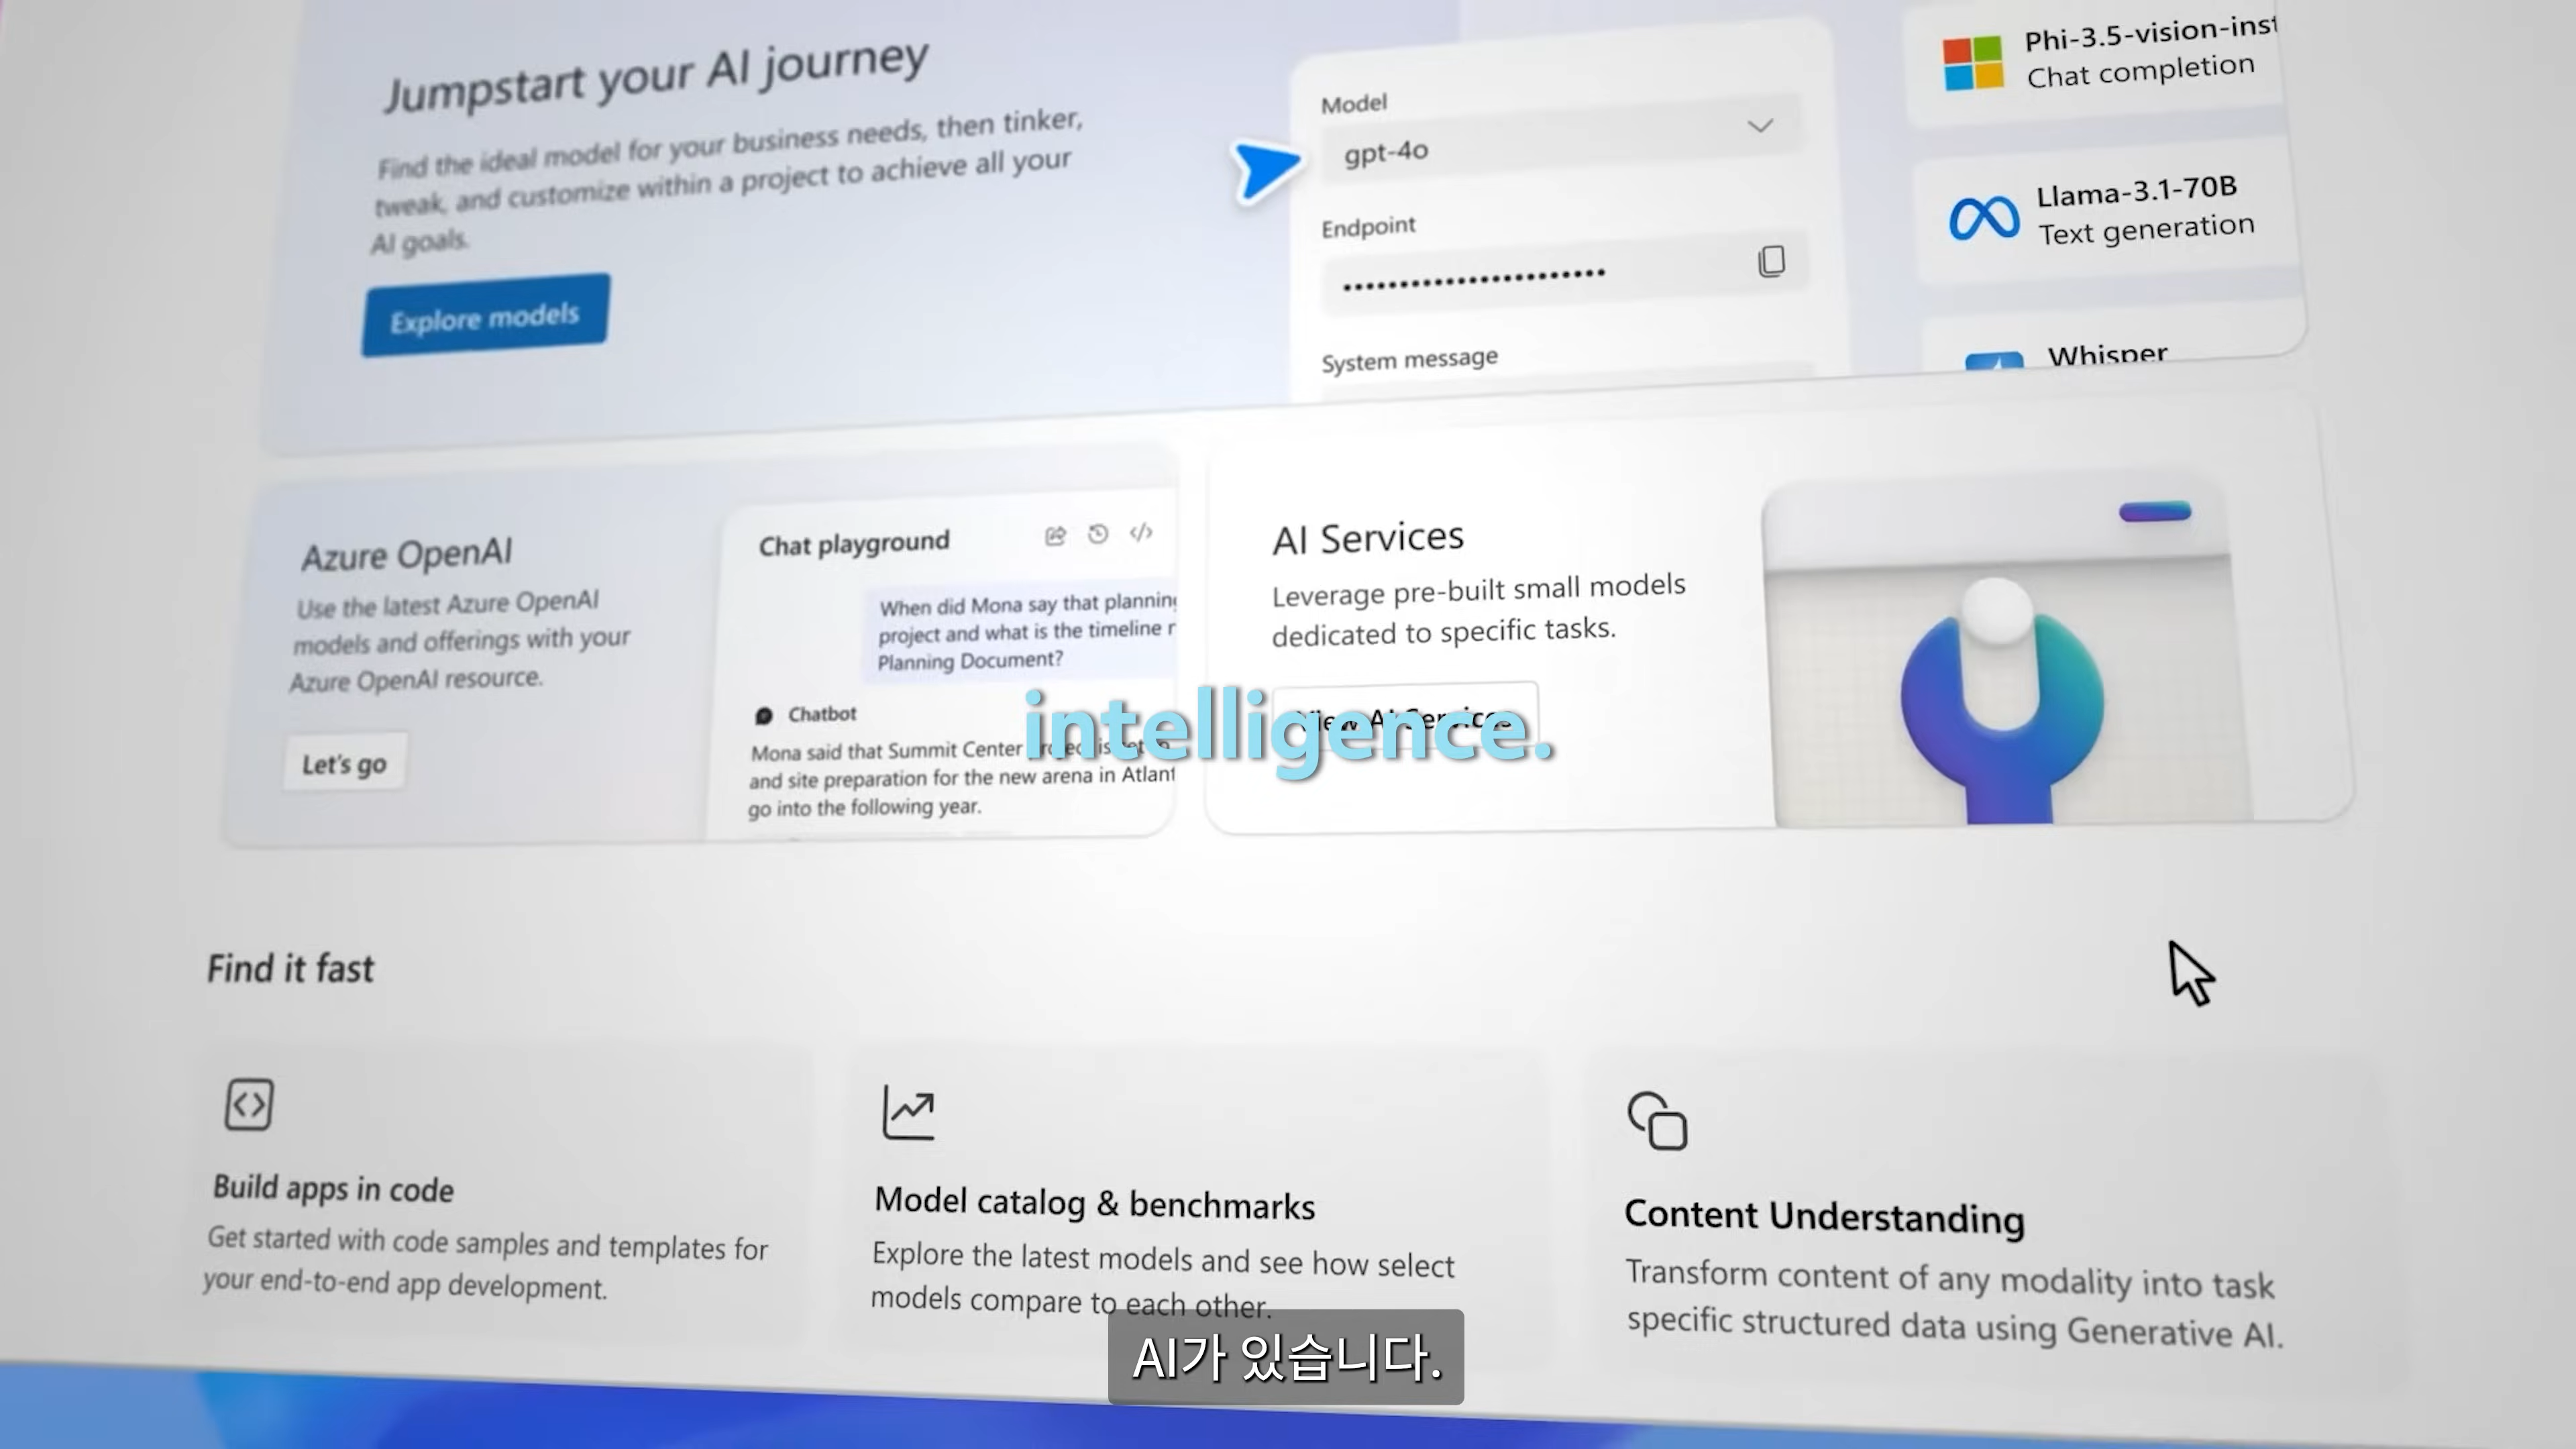 Jumpstart your AI journey
Find the ideal model for your business needs, then tinker,
tweak, and customize within a project to achieve all your
AI goals.
Explore models
Model
gpt-4o
Endpoint
System message
Phi-3.5-vision-inst
Chat completion
Llama-3.1-70B
Text generation
Whisper
Azure OpenAI
Use the latest Azure OpenAI
models and offerings with your
Azure OpenAI resource.
Let's go
Chat playground
When did Mona say that planning
project and what is the timeline r
Planning Document?
Chatbot
Mona said that Summit Center
and site preparation for the new arena in Atlant
go into the following year.
AI Services
Leverage pre-built small models
dedicated to specific tasks.
View AI Services
intelligence.
Find it fast
Build apps in code
Get started with code samples and templates for
your end-to-end app development.
Model catalog & benchmarks
Explore the latest models and see how select
models compare to each other.
Content Understanding
Transform content of any modality into task
specific structured data using Generative AI.
AI가 있습니다.